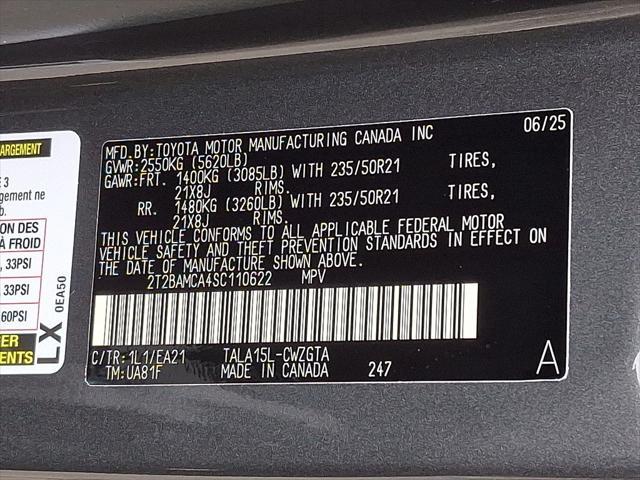 MFD.BY:TOYOTA MOTOR MANUFACTURING CANADA INC 06/25
GVWR:2550KG (5620LB)
GAWR:FRT. 1400KG (3085LB) WITH 235/50R21 TIRES,
21X8J RIMS.
RR. 1480KG (3260LB) WITH 235/50R21 TIRES,
21X8J RIMS.
THIS VEHICLE CONFORMS TO ALL APPLICABLE FEDERAL MOTOR
VEHICLE SAFETY AND THEFT PREVENTION STANDARDS IN EFFECT ON
THE DATE OF MANUFACTURE SHOWN ABOVE.
2T2BAMCA4SC110622 MPV
C/TR:1L1/EA21 TALA15L-CWZGTA
TM:UA81F MADE IN CANADA 247 A
ARGEMENT
E 3
argement ne
b.
ION DES
À FROID
, 33PSI
, 33PSI
60PSI
ER
ENTS
LX 0EA50